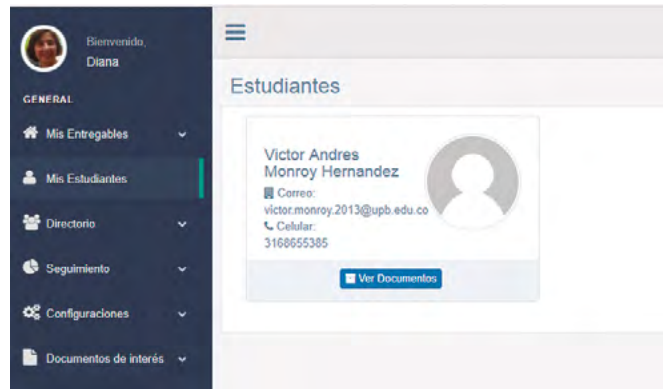 Bienvenido,
Diana
GENERAL
Mis Entregables
Mis Estudiantes
Directorio
Seguimiento
Configuraciones
Documentos de interés
Estudiantes
Victor Andres
Monroy Hernandez
Correo:
victor.monroy.2013@upb.edu.co
Celular:
3168655385
Ver Documentos